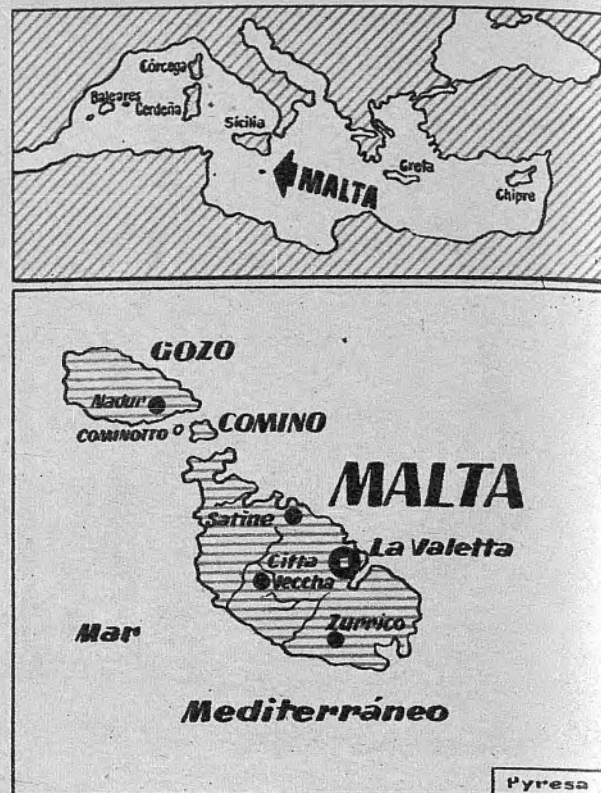 Córcega
Baleares
Cerdeña
Sicilia
MALTA
Creta
Chipre
GOZO
Nadur
COMINOTTO
COMINO
MALTA
Satine
La Valetta
Citta
Veccha
Zurrico
Mar
Mediterráneo
Pyresa